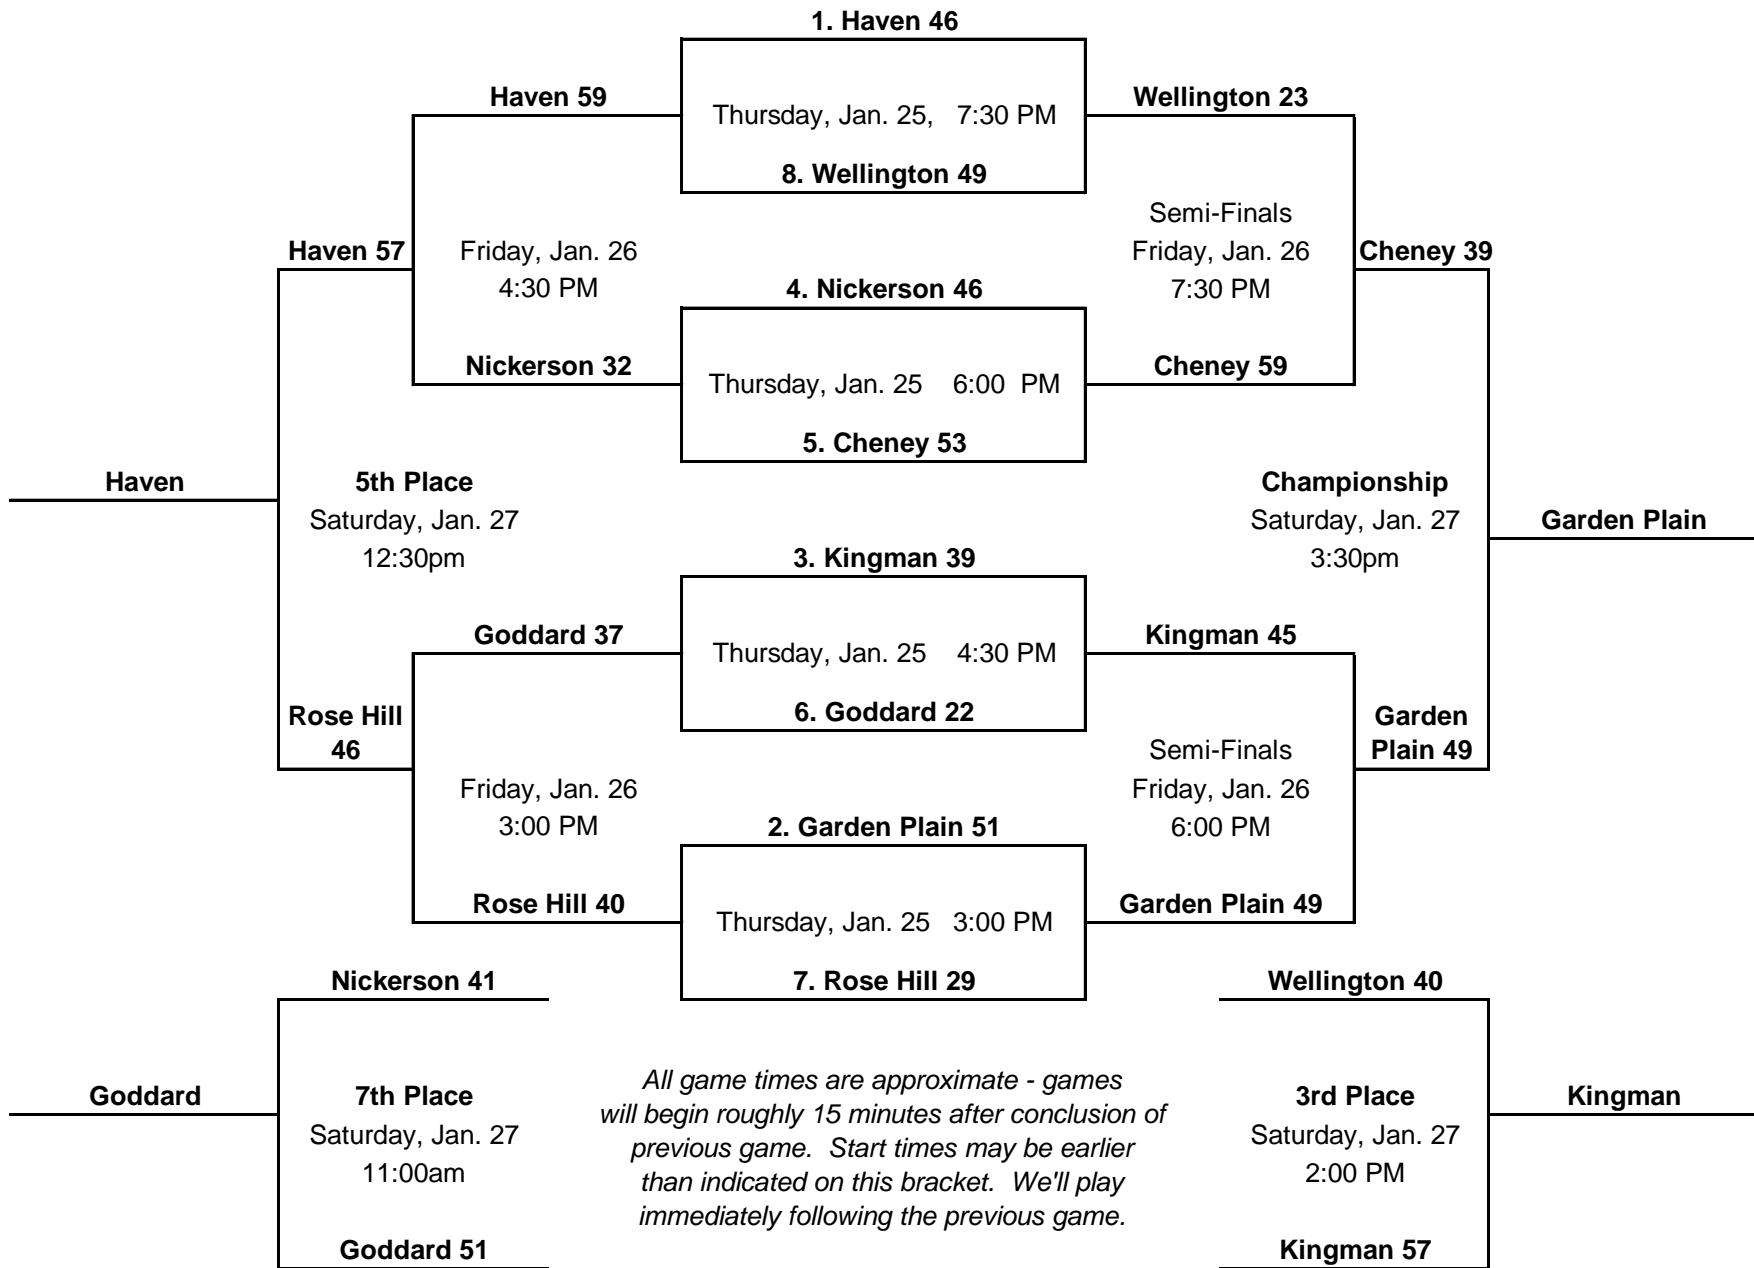 1. Haven 46
Haven 59
Thursday, Jan. 25, 7:30 PM
Wellington 23
8. Wellington 49
Semi-Finals
Haven 57
Friday, Jan. 26
Friday, Jan. 26
Cheney 39
4:30 PM
4. Nickerson 46
7:30 PM
Nickerson 32
Thursday, Jan. 25 6:00 PM
Cheney 59
5. Cheney 53
Haven
5th Place
Championship
Saturday, Jan. 27
Saturday, Jan. 27
Garden Plain
12:30pm
3. Kingman 39
3:30pm
Goddard 37
Thursday, Jan. 25 4:30 PM
Kingman 45
Rose Hill
46
6. Goddard 22
Garden
Plain 49
Semi-Finals
Friday, Jan. 26
Friday, Jan. 26
3:00 PM
2. Garden Plain 51
6:00 PM
Rose Hill 40
Thursday, Jan. 25 3:00 PM
Garden Plain 49
Nickerson 41
7. Rose Hill 29
Wellington 40
Goddard
7th Place
Saturday, Jan. 27
11:00am
All game times are approximate - games
will begin roughly 15 minutes after conclusion of
previous game. Start times may be earlier
than indicated on this bracket. We'll play
immediately following the previous game.
3rd Place
Saturday, Jan. 27
2:00 PM
Kingman
Goddard 51
Kingman 57